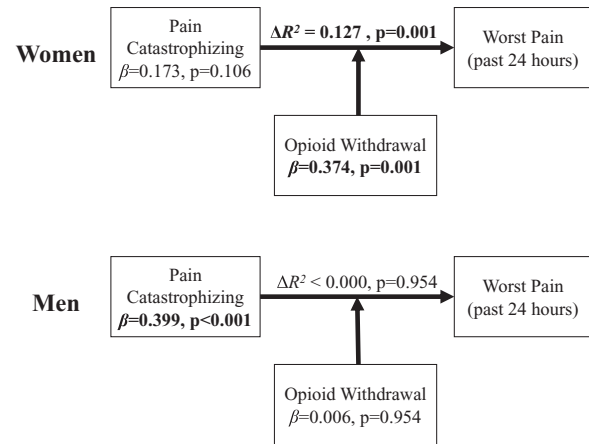 Women
Pain
Catastrophizing
β=0.173, p=0.106
ΔR² = 0.127 , p=0.001
Worst Pain
(past 24 hours)
Opioid Withdrawal
β=0.374, p=0.001
Men
Pain
Catastrophizing
β=0.399, p<0.001
ΔR² < 0.000, p=0.954
Worst Pain
(past 24 hours)
Opioid Withdrawal
β=0.006, p=0.954